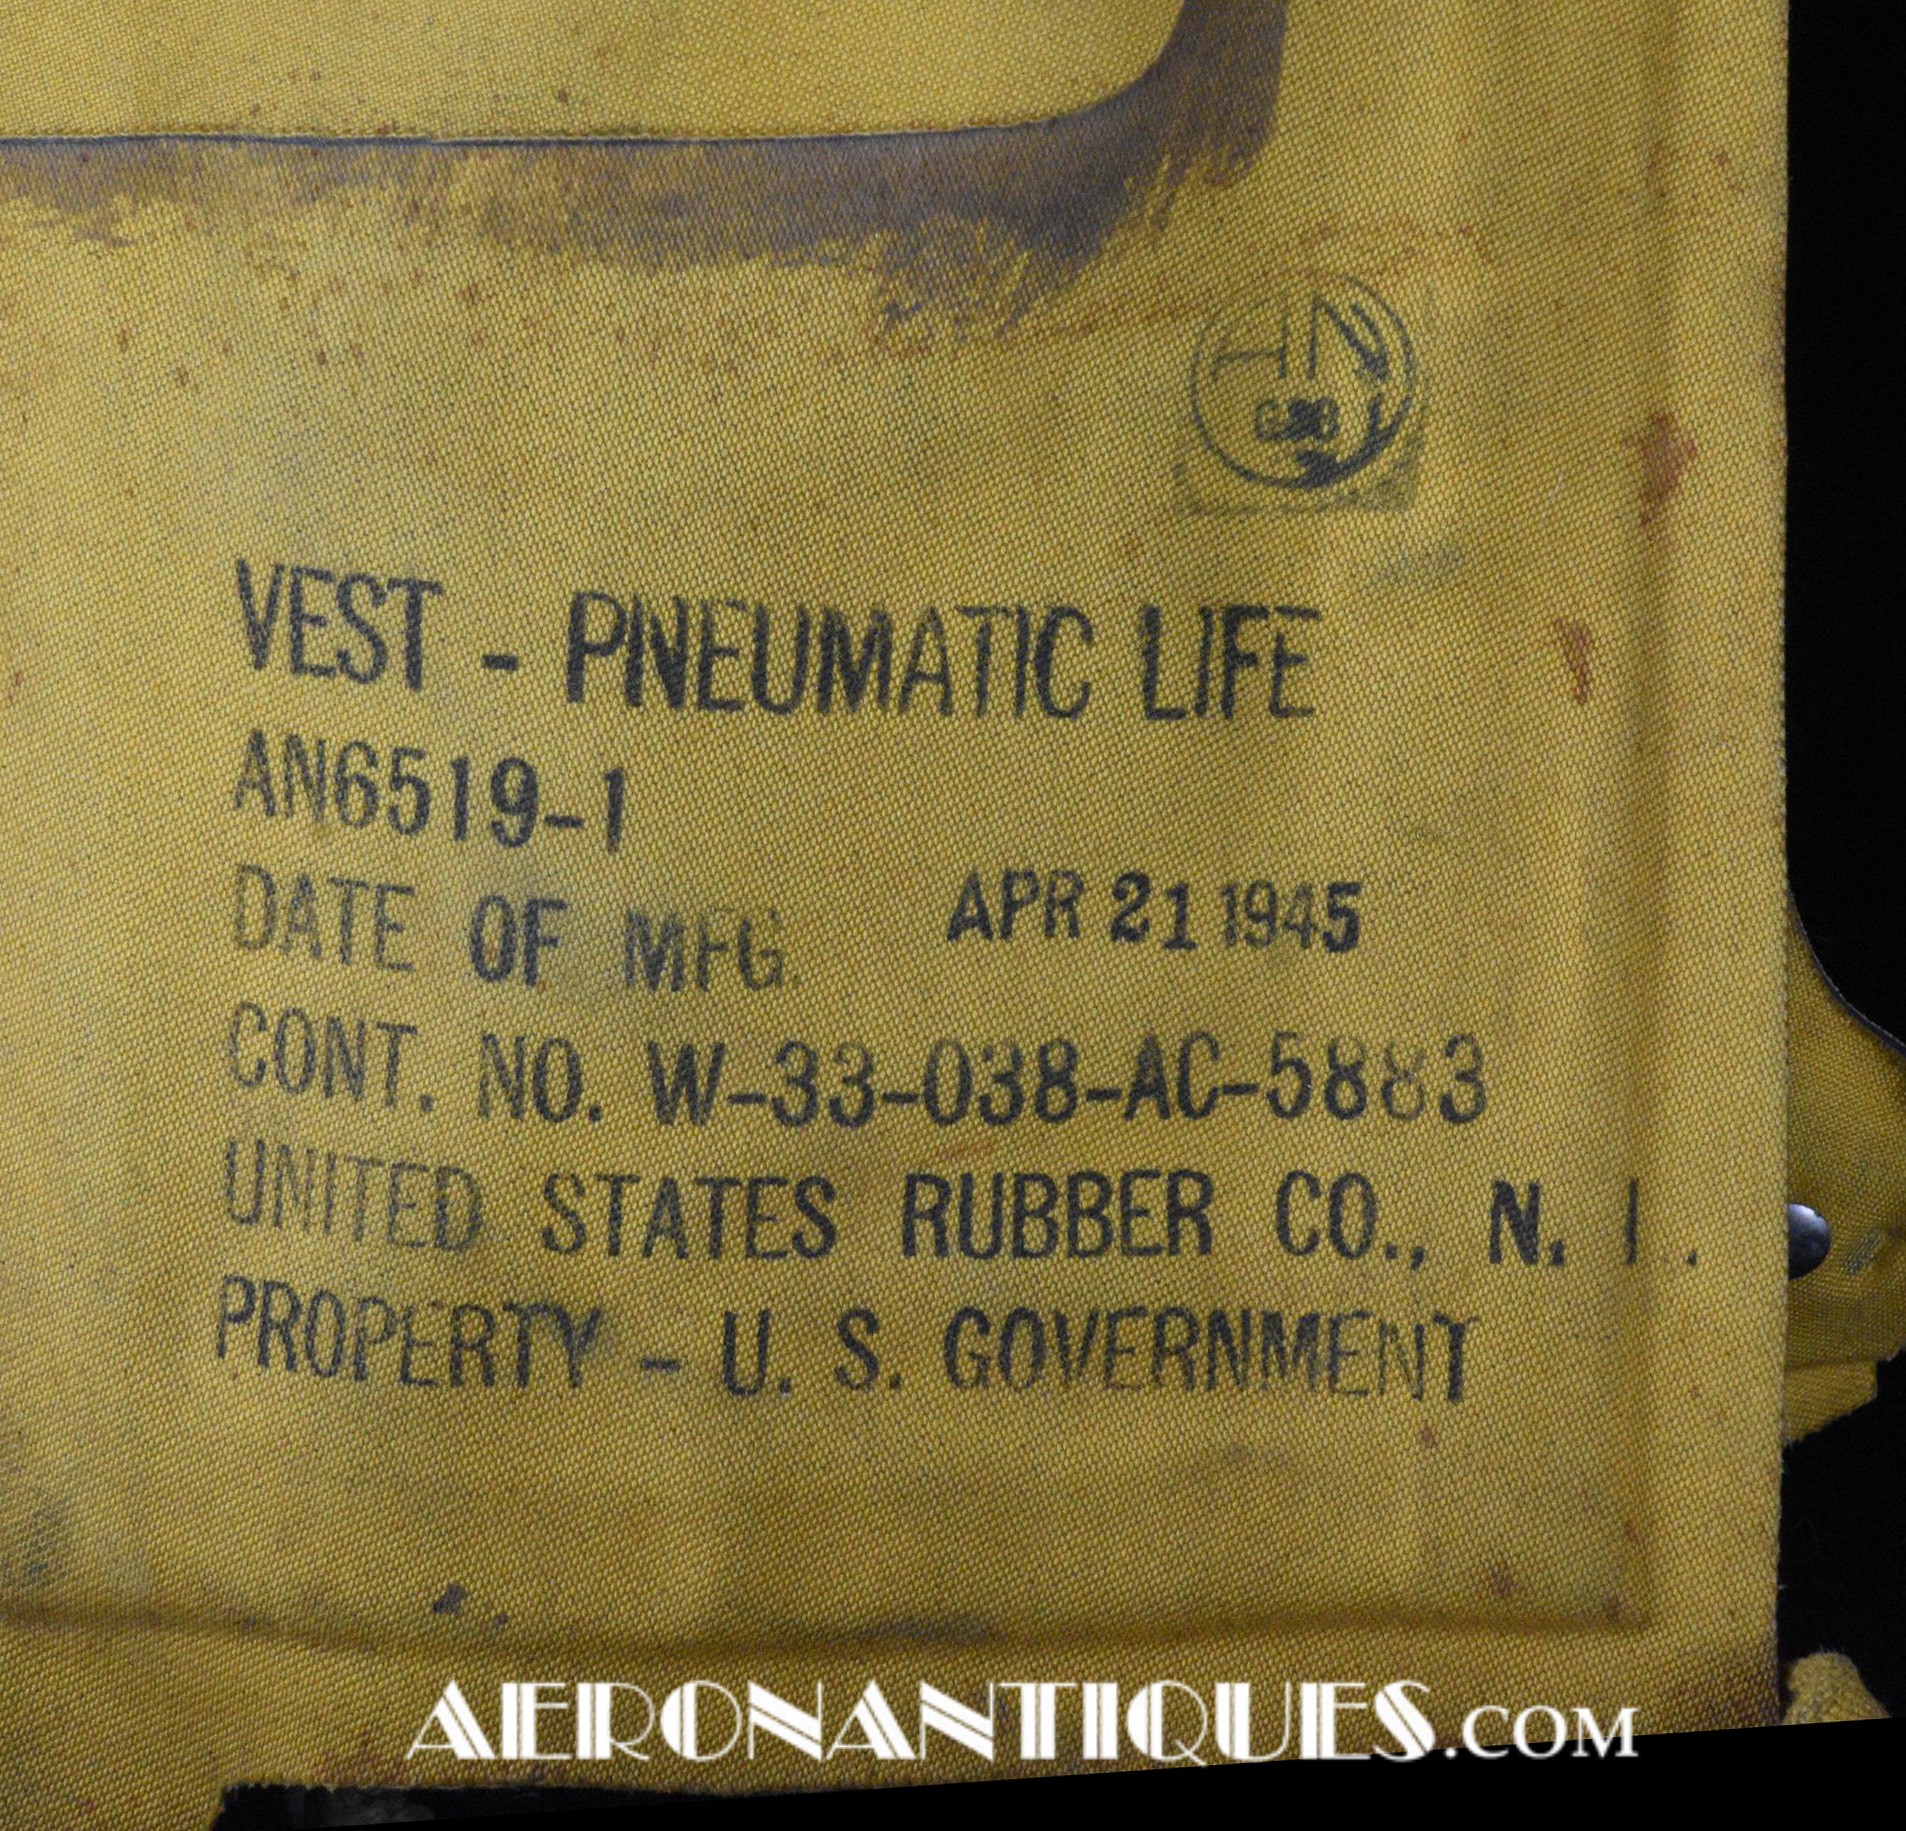 VEST - PNEUMATIC LIFE
AN6519-1
DATE OF MFG. APR 21 1945
CONT. NO. W-33-038-AC-5883
UNITED STATES RUBBER CO., N.
PROPERTY - U. S. GOVERNMENT
AERONANTIQUES.COM